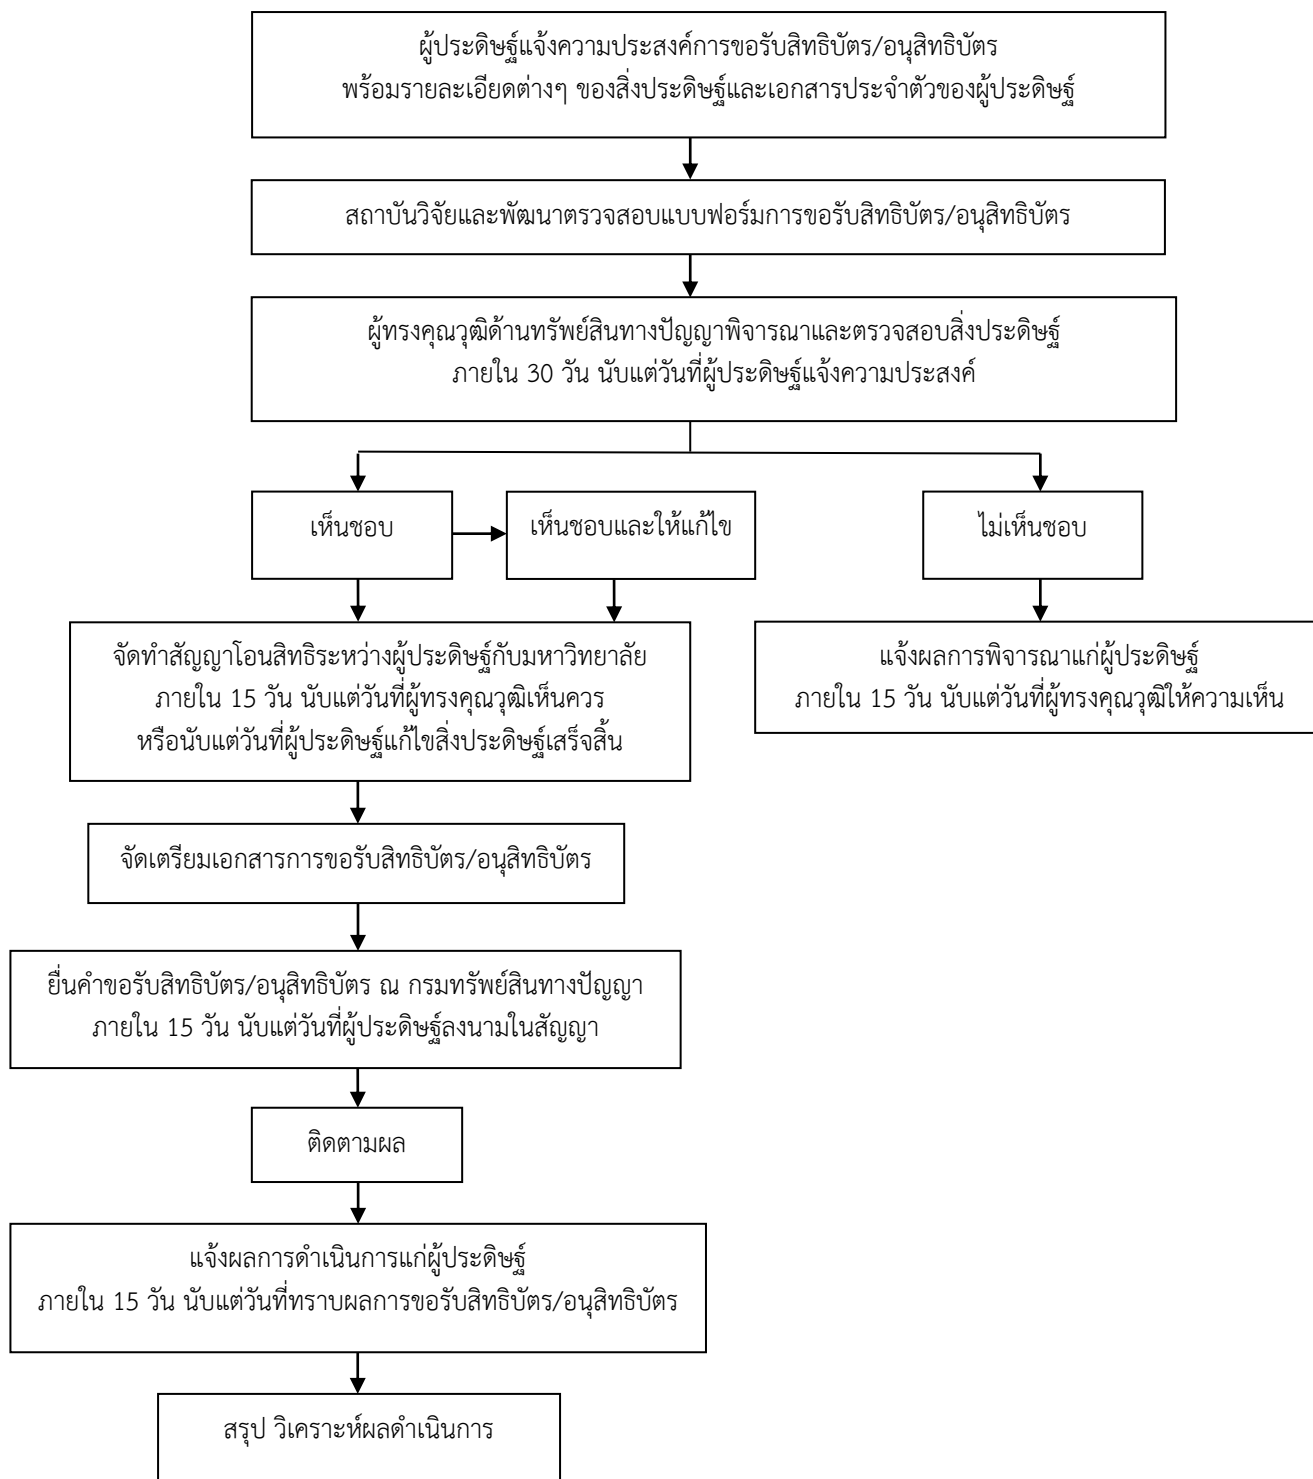 ผู้ประดิษฐ์แจ้งความประสงค์การขอรับสิทธิบัตร/อนุสิทธิบัตร
พร้อมรายละเอียดต่างๆ ของสิ่งประดิษฐ์และเอกสารประจำตัวของผู้ประดิษฐ์
สถาบันวิจัยและพัฒนาตรวจสอบแบบฟอร์มการขอรับสิทธิบัตร/อนุสิทธิบัตร
ผู้ทรงคุณวุฒิด้านทรัพย์สินทางปัญญาพิจารณาและตรวจสอบสิ่งประดิษฐ์
ภายใน 30 วัน นับแต่วันที่ผู้ประดิษฐ์แจ้งความประสงค์
เห็นชอบ
เห็นชอบและให้แก้ไข
ไม่เห็นชอบ
จัดทำสัญญาโอนสิทธิระหว่างผู้ประดิษฐ์กับมหาวิทยาลัย
ภายใน 15 วัน นับแต่วันที่ผู้ทรงคุณวุฒิเห็นควร
หรือนับแต่วันที่ผู้ประดิษฐ์แก้ไขสิ่งประดิษฐ์เสร็จสิ้น
แจ้งผลการพิจารณาแก่ผู้ประดิษฐ์
ภายใน 15 วัน นับแต่วันที่ผู้ทรงคุณวุฒิให้ความเห็น
จัดเตรียมเอกสารการขอรับสิทธิบัตร/อนุสิทธิบัตร
ยื่นคำขอรับสิทธิบัตร/อนุสิทธิบัตร ณ กรมทรัพย์สินทางปัญญา
ภายใน 15 วัน นับแต่วันที่ผู้ประดิษฐ์ลงนามในสัญญา
ติดตามผล
แจ้งผลการดำเนินการแก่ผู้ประดิษฐ์
ภายใน 15 วัน นับแต่วันที่ทราบผลการขอรับสิทธิบัตร/อนุสิทธิบัตร
สรุป วิเคราะห์ผลดำเนินการ